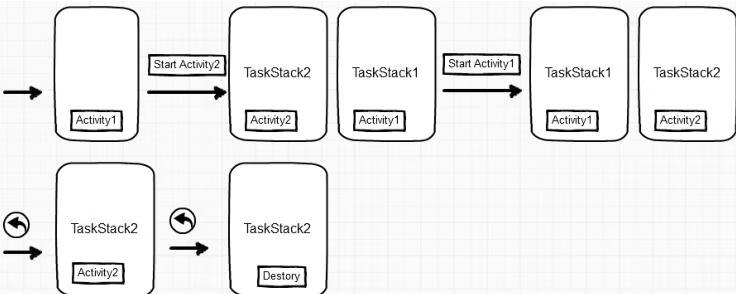 Start Activity2
Start Activity1
TaskStack2
TaskStack1
TaskStack1
TaskStack2
Activity1
Activity2
Activity1
Activity1
Activity2
TaskStack2
TaskStack2
Activity2
Destory